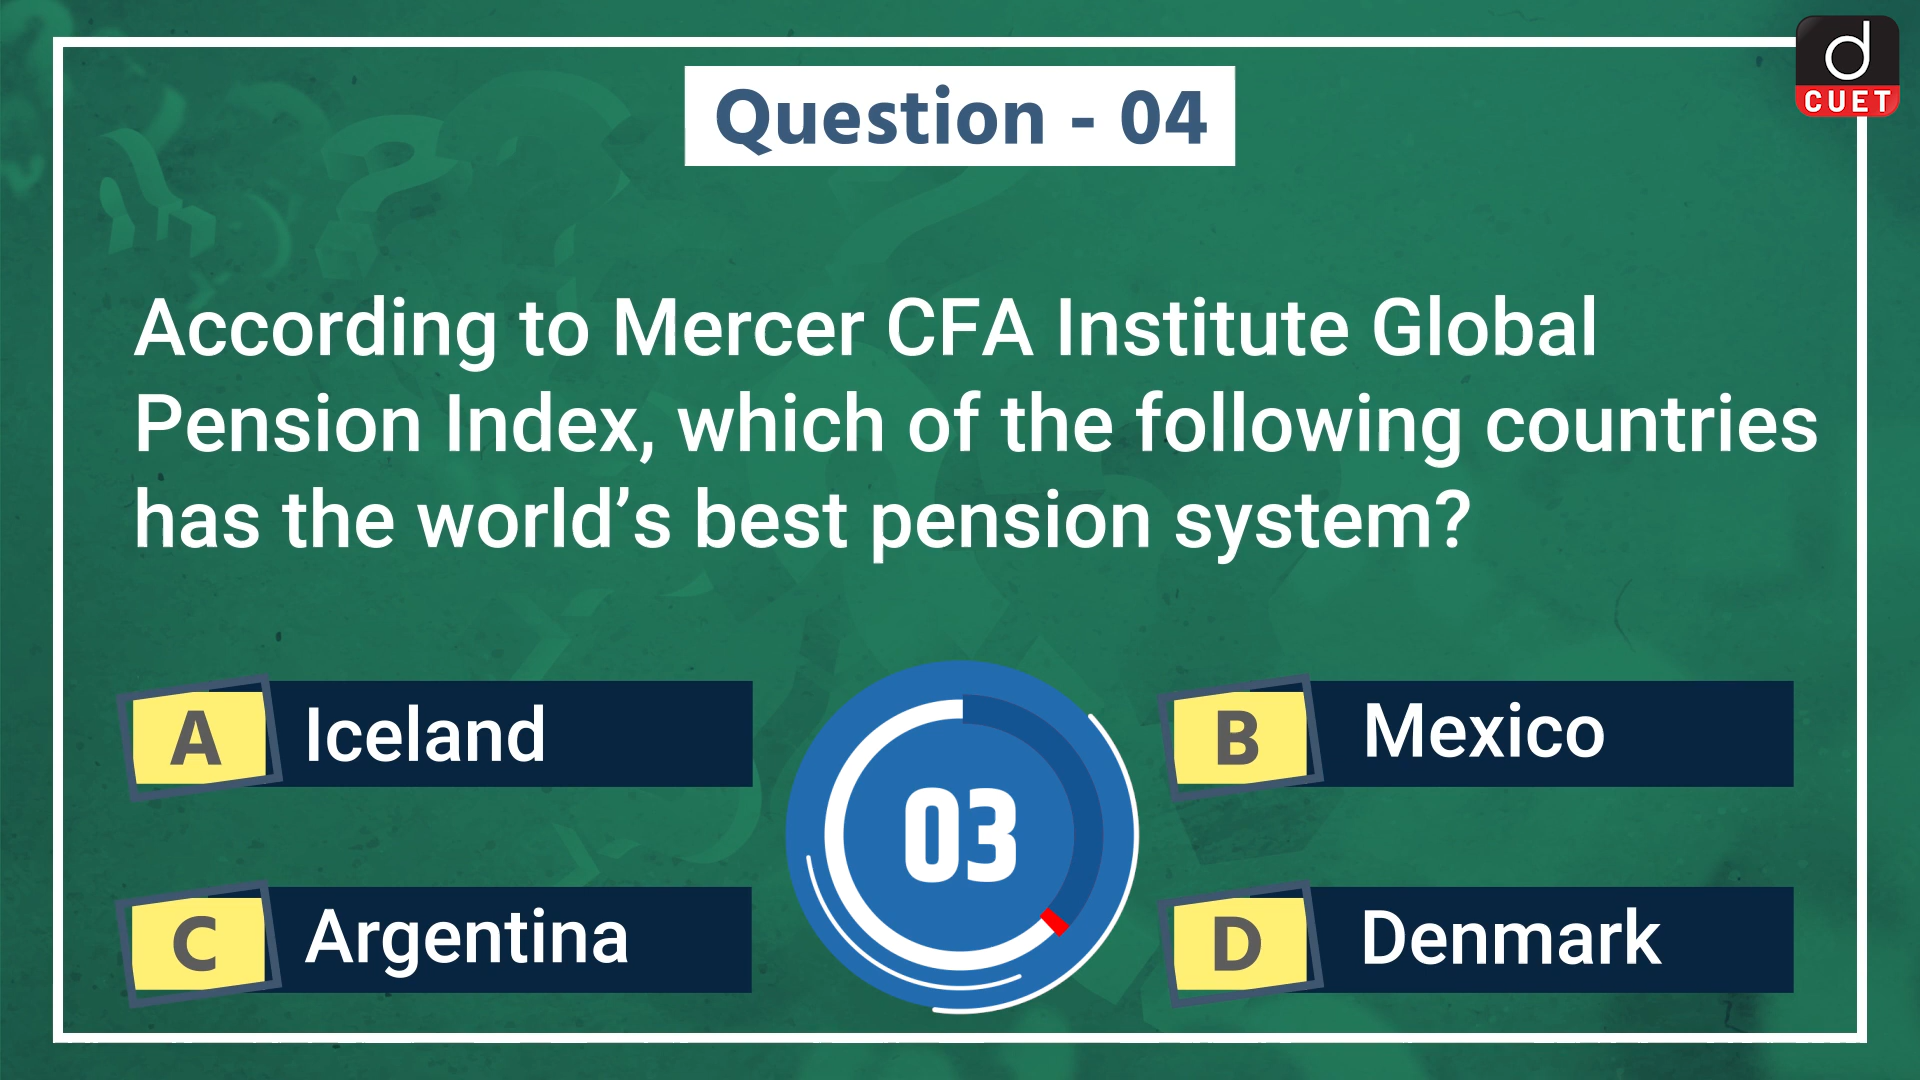 d
CUET
Question - 04
According to Mercer CFA Institute Global
Pension Index, which of the following countries
has the world’s best pension system?
A Iceland
B Mexico
03
C Argentina
D Denmark